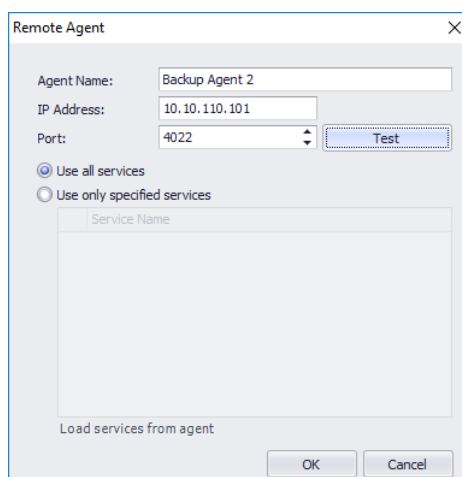 Remote Agent
Agent Name: Backup Agent 2
IP Address: 10.10.110.101
Port: 4022 Test
Use all services
Use only specified services
Service Name
Load services from agent
OK Cancel